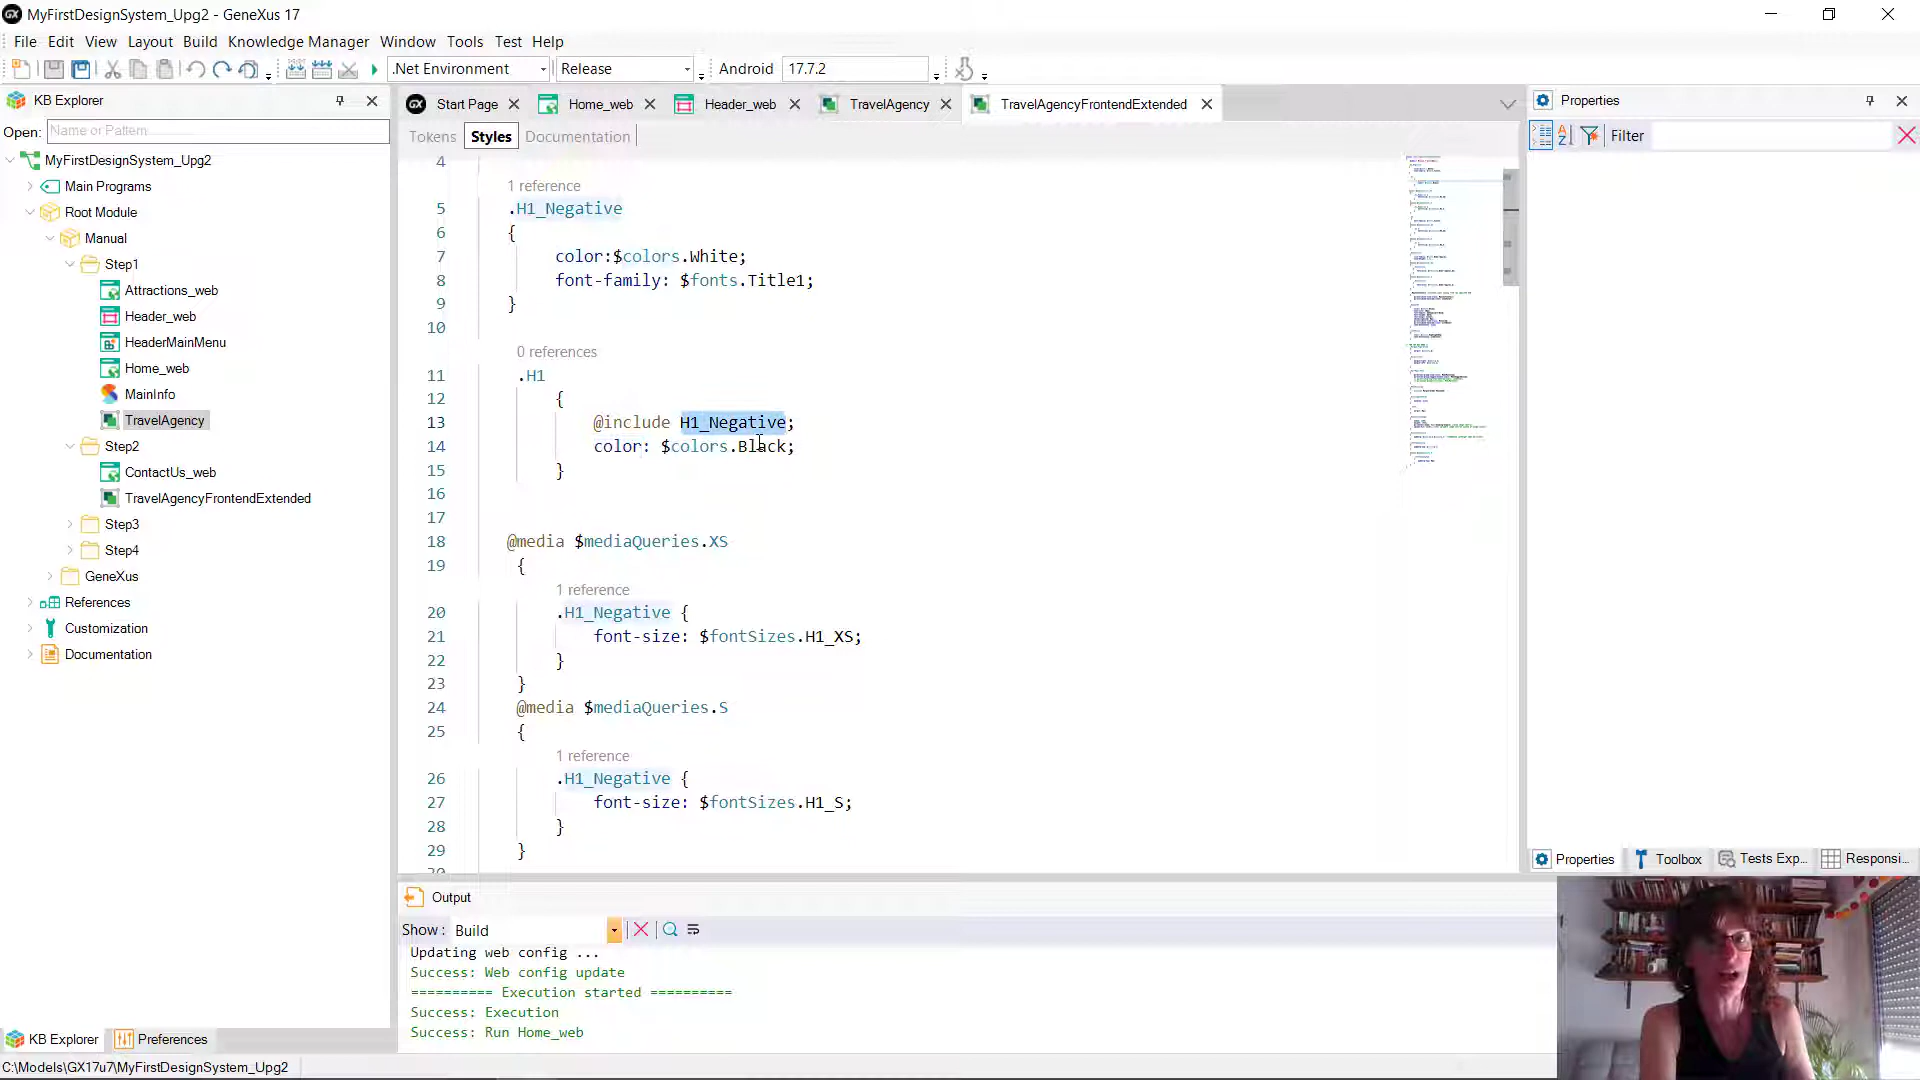 MyFirstDesignSystem_Upg2 - GeneXus 17
File Edit View Layout Build Knowledge Manager Window Tools Test Help
.Net Environment Release Android 17.7.2
KB Explorer
Open: Name or Pattern
MyFirstDesignSystem_Upg2
Main Programs
Root Module
Manual
Step1
Attractions_web
Header_web
HeaderMainMenu
Home_web
MainInfo
TravelAgency
Step2
ContactUs_web
TravelAgencyFrontendExtended
Step3
Step4
GeneXus
References
Customization
Documentation
KB Explorer Preferences
C:\Models\GX17u7\MyFirstDesignSystem_Upg2
Start Page Home_web Header_web TravelAgency TravelAgencyFrontendExtended
Tokens Styles Documentation
4
1 reference
5 .H1_Negative
6 {
7 color:$colors.White;
8 font-family: $fonts.Title1;
9 }
10
0 references
11 .H1
12 {
13 @include H1_Negative;
14 color: $colors.Black;
15 }
16
17
18 @media $mediaQueries.XS
19 {
1 reference
20 .H1_Negative {
21 font-size: $fontSizes.H1_XS;
22 }
23 }
24 @media $mediaQueries.S
25 {
1 reference
26 .H1_Negative {
27 font-size: $fontSizes.H1_S;
28 }
29 }
Output
Show: Build
Updating web config ...
Success: Web config update
========== Execution started ==========
Success: Execution
Success: Run Home_web
Properties
Filter
Properties Toolbox Tests Exp... Responsi...